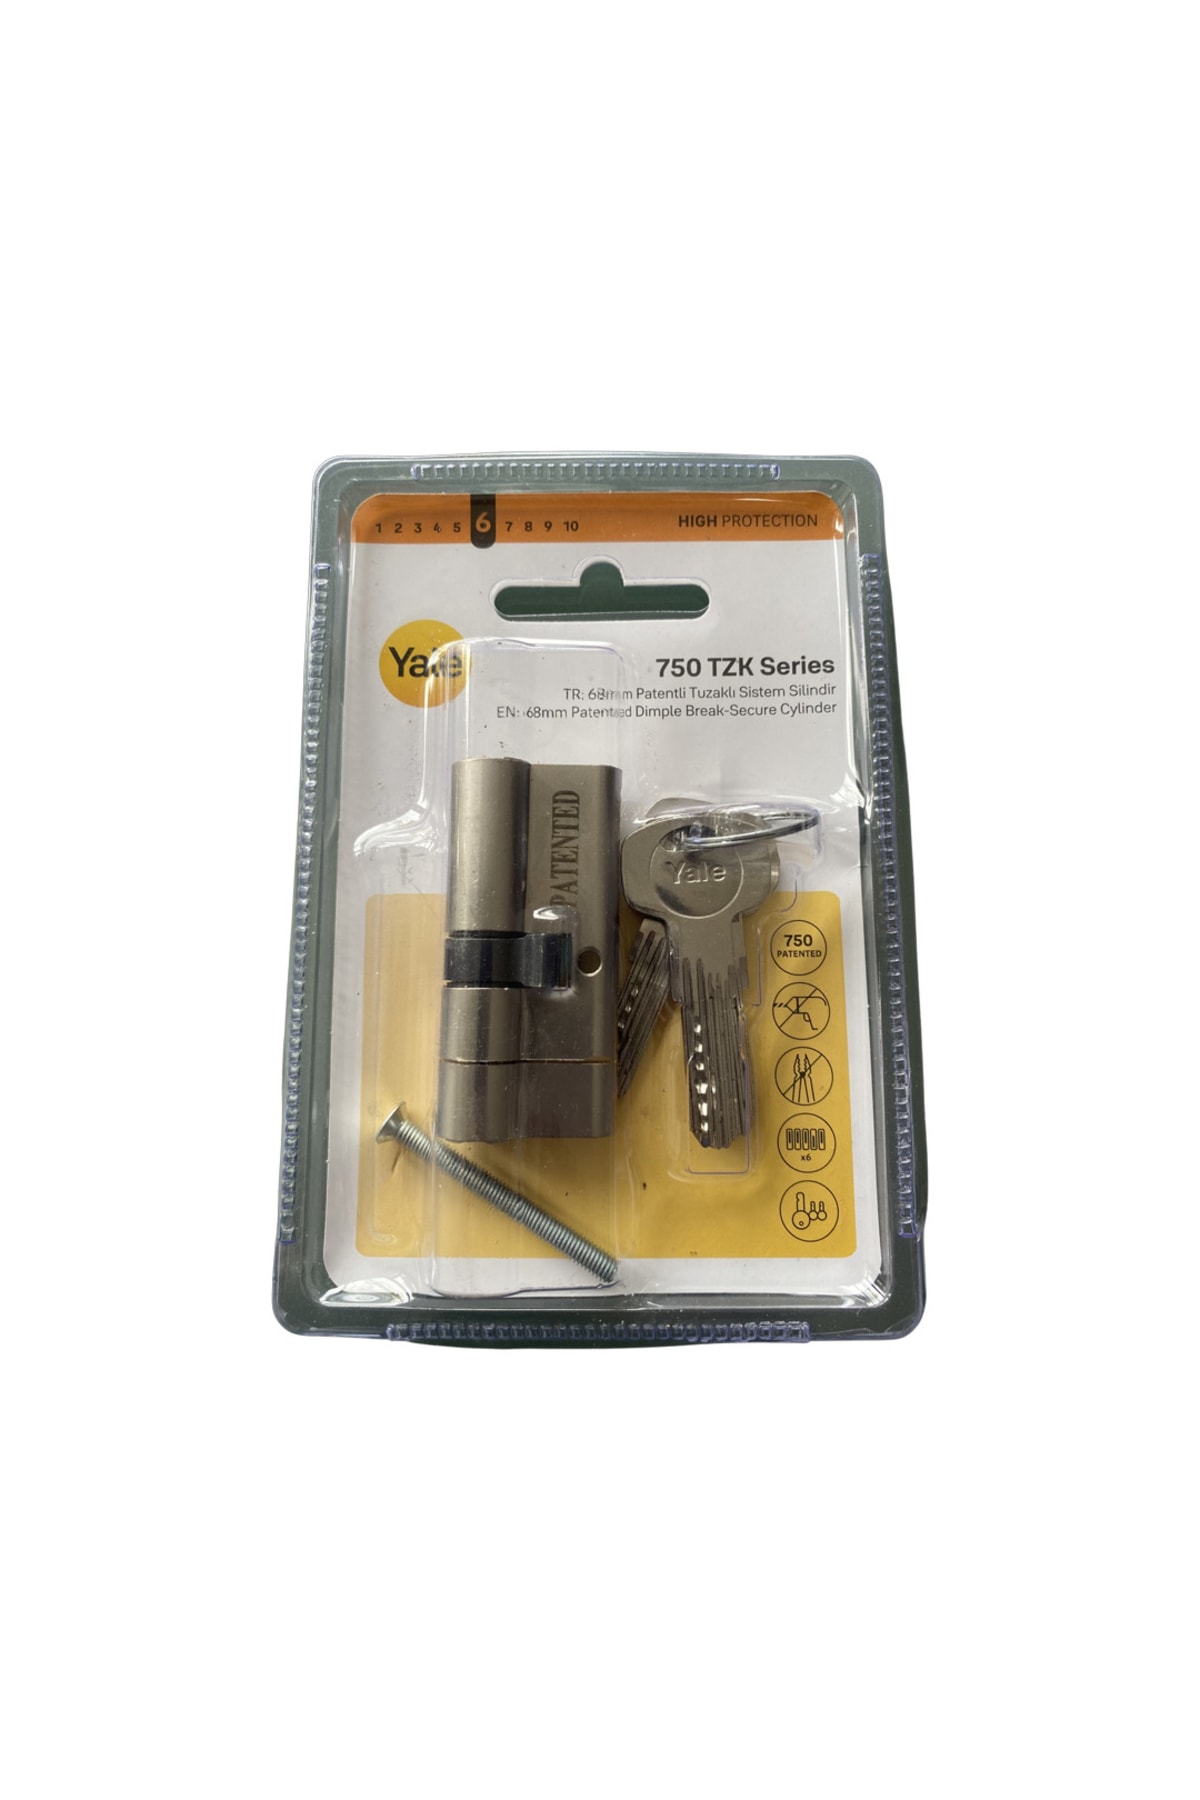 1 2 3 4 5 6 7 8 9 10
HIGH PROTECTION
Yale
750 TZK Series
TR: 68mm Patentli Tuzaklı Sistem Silindir
EN: 68mm Patented Dimple Break-Secure Cylinder
PATENTED
Yale
750
PATENTED
x6